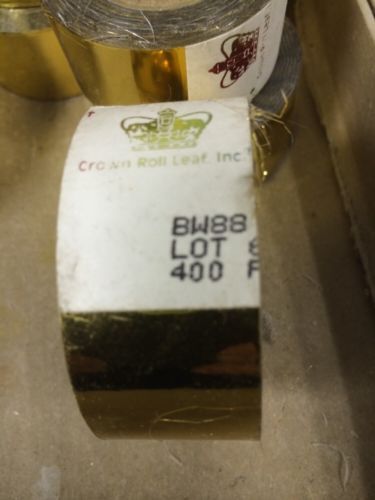 Crown Roll Leaf, Inc.
BW88
LOT
400 F